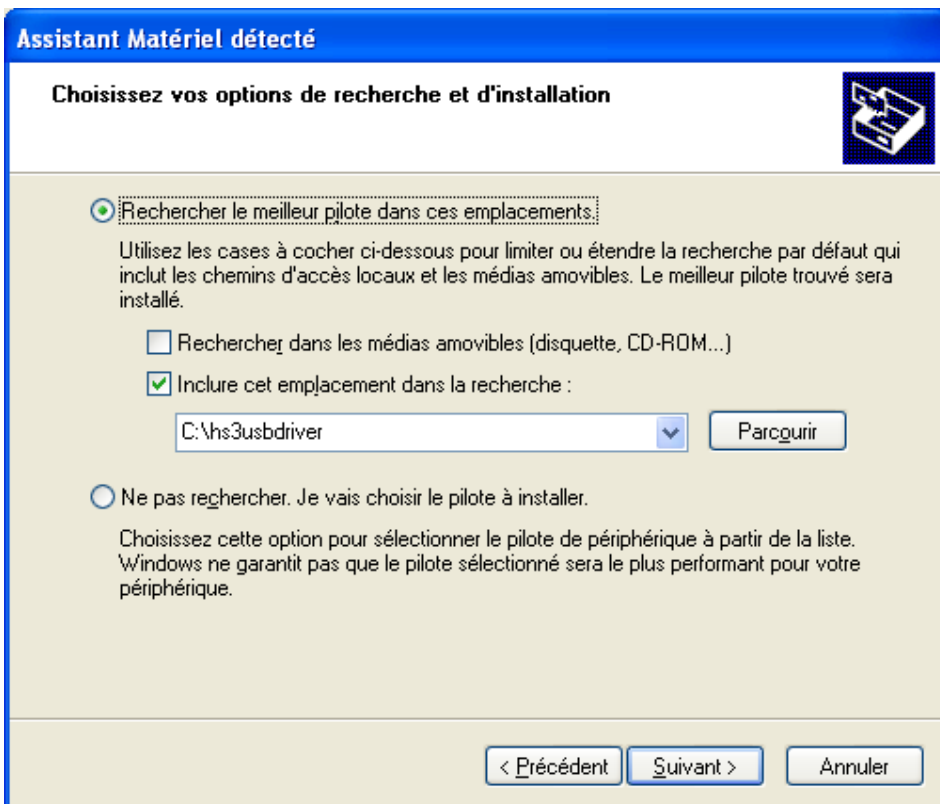 Assistant Matériel détecté
Choisissez vos options de recherche et d'installation
Rechercher le meilleur pilote dans ces emplacements.
Utilisez les cases à cocher ci-dessous pour limiter ou étendre la recherche par défaut qui
inclut les chemins d'accès locaux et les médias amovibles. Le meilleur pilote trouvé sera
installé.
Rechercher dans les médias amovibles (disquette, CD-ROM...)
Inclure cet emplacement dans la recherche :
C:\hs3usbdriver
Parcourir
Ne pas rechercher. Je vais choisir le pilote à installer.
Choisissez cette option pour sélectionner le pilote de périphérique à partir de la liste.
Windows ne garantit pas que le pilote sélectionné sera le plus performant pour votre
périphérique.
< Précédent Suivant > Annuler